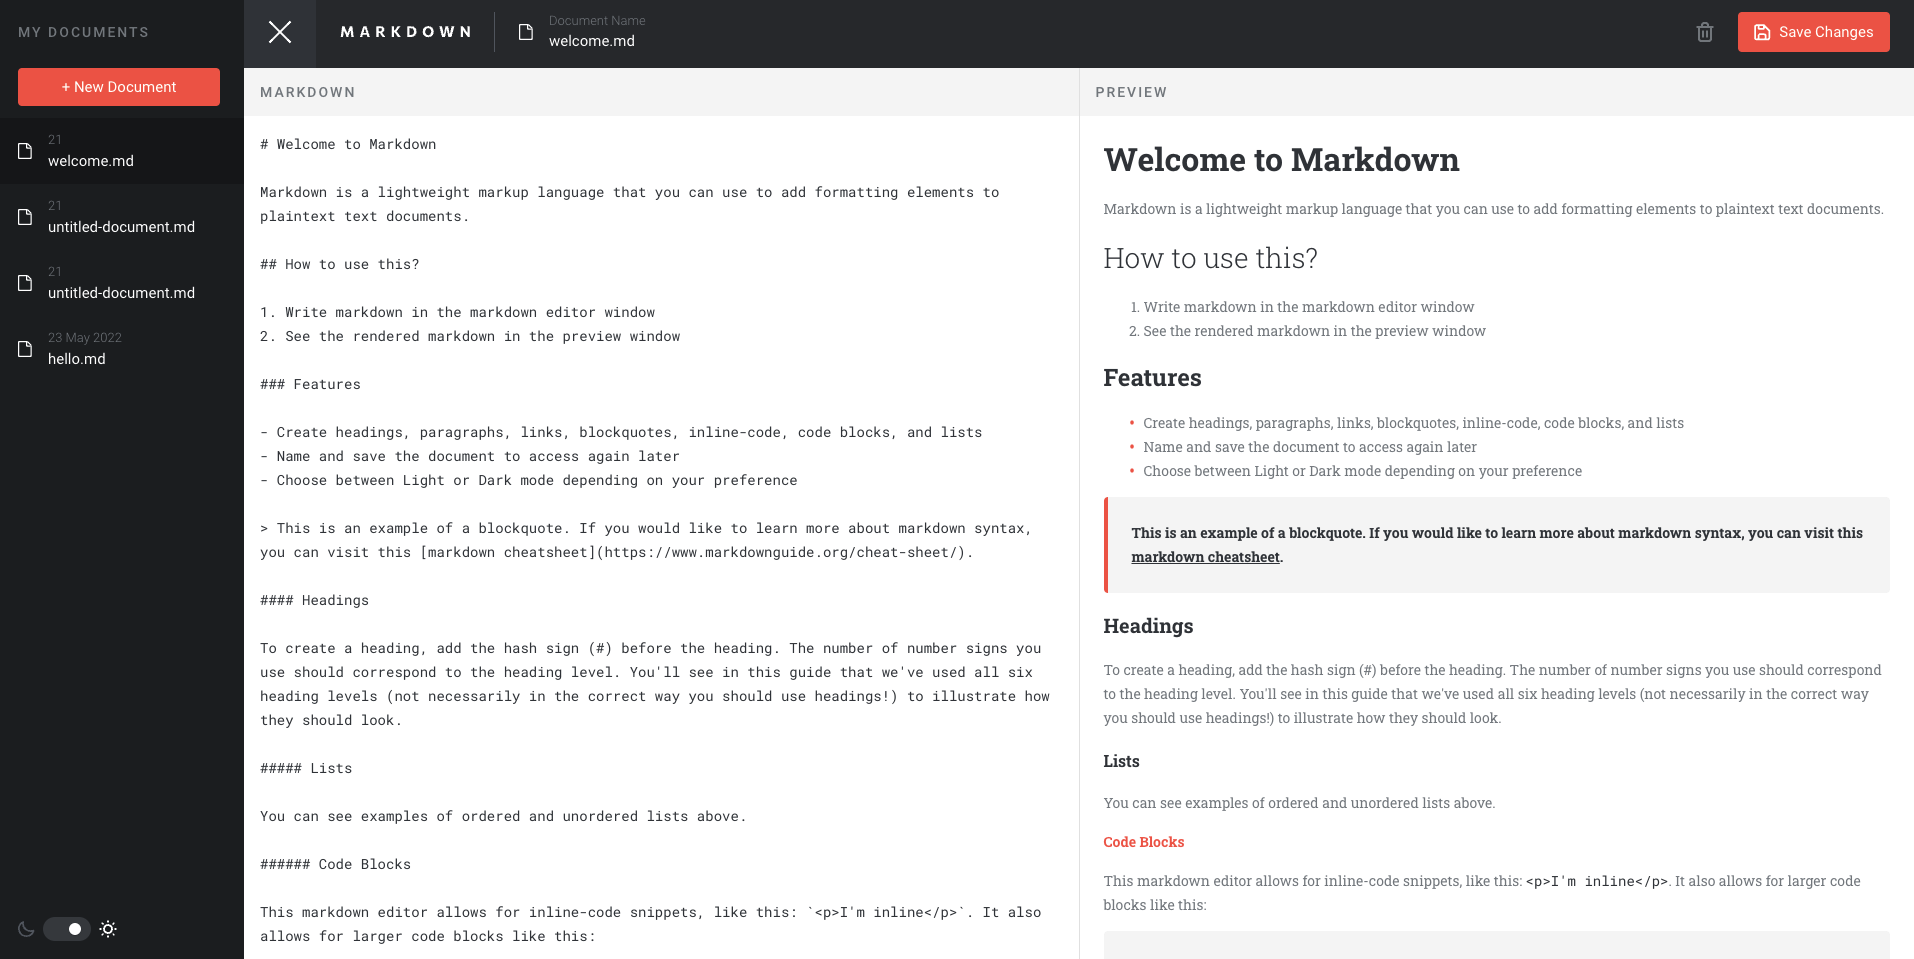 MY DOCUMENTS
+ New Document
21
welcome.md
21
untitled-document.md
21
untitled-document.md
23 May 2022
hello.md
MARKDOWN
Document Name
welcome.md
Save Changes
MARKDOWN
# Welcome to Markdown
Markdown is a lightweight markup language that you can use to add formatting elements to
plaintext text documents.
## How to use this?
1. Write markdown in the markdown editor window
2. See the rendered markdown in the preview window
### Features
- Create headings, paragraphs, links, blockquotes, inline-code, code blocks, and lists
- Name and save the document to access again later
- Choose between Light or Dark mode depending on your preference
> This is an example of a blockquote. If you would like to learn more about markdown syntax,
you can visit this [markdown cheatsheet](https://www.markdownguide.org/cheat-sheet/).
#### Headings
To create a heading, add the hash sign (#) before the heading. The number of number signs you
use should correspond to the heading level. You'll see in this guide that we've used all six
heading levels (not necessarily in the correct way you should use headings!) to illustrate how
they should look.
##### Lists
You can see examples of ordered and unordered lists above.
###### Code Blocks
This markdown editor allows for inline-code snippets, like this: `<p>I'm inline</p>`. It also
allows for larger code blocks like this:
PREVIEW
Welcome to Markdown
Markdown is a lightweight markup language that you can use to add formatting elements to plaintext text documents.
How to use this?
1. Write markdown in the markdown editor window
2. See the rendered markdown in the preview window
Features
• Create headings, paragraphs, links, blockquotes, inline-code, code blocks, and lists
• Name and save the document to access again later
• Choose between Light or Dark mode depending on your preference
This is an example of a blockquote. If you would like to learn more about markdown syntax, you can visit this
markdown cheatsheet.
Headings
To create a heading, add the hash sign (#) before the heading. The number of number signs you use should correspond
to the heading level. You'll see in this guide that we've used all six heading levels (not necessarily in the correct way
you should use headings!) to illustrate how they should look.
Lists
You can see examples of ordered and unordered lists above.
Code Blocks
This markdown editor allows for inline-code snippets, like this: <p>I'm inline</p>. It also allows for larger code
blocks like this: